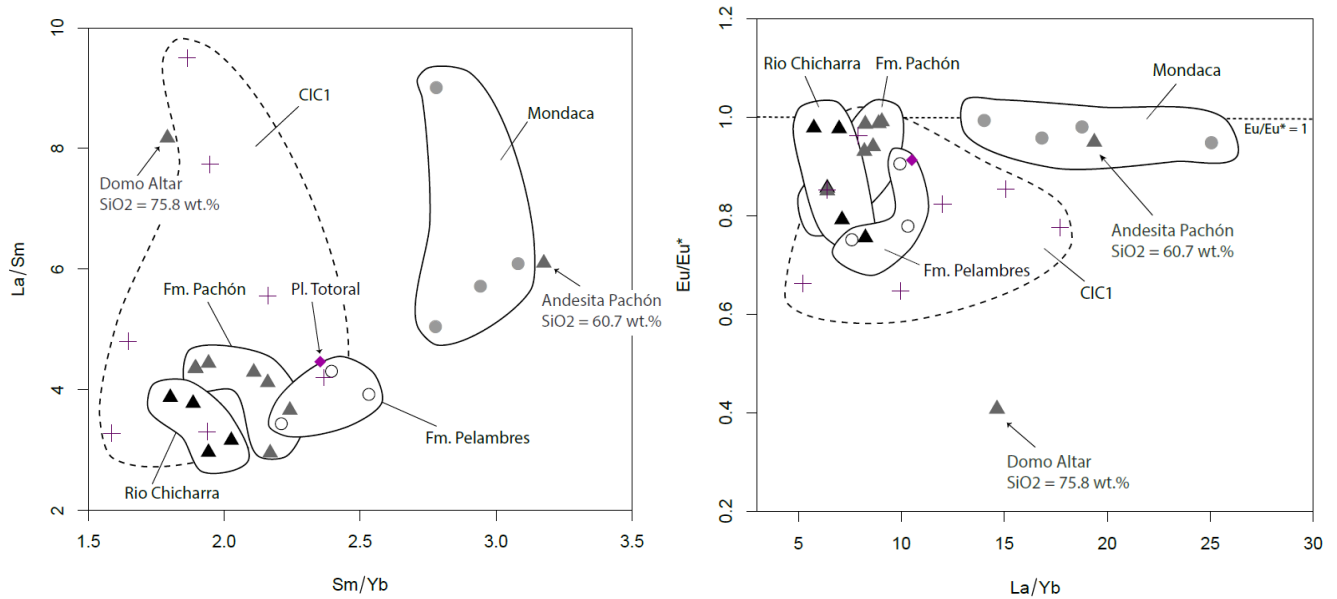 10
8
6
4
2
La/Sm
1.5
2.0
2.5
3.0
3.5
Sm/Yb
CIC1
Mondaca
Domo Altar
SiO2 = 75.8 wt.%
Fm. Pachón
Pl. Totoral
Andesita Pachón
SiO2 = 60.7 wt.%
Fm. Pelambres
Rio Chicharra
1.2
1.0
0.8
0.6
0.4
0.2
Eu/Eu*
5
10
15
20
25
30
La/Yb
Rio Chicharra
Fm. Pachón
Mondaca
Eu/Eu* = 1
Andesita Pachón
SiO2 = 60.7 wt.%
Fm. Pelambres
CIC1
Domo Altar
SiO2 = 75.8 wt.%